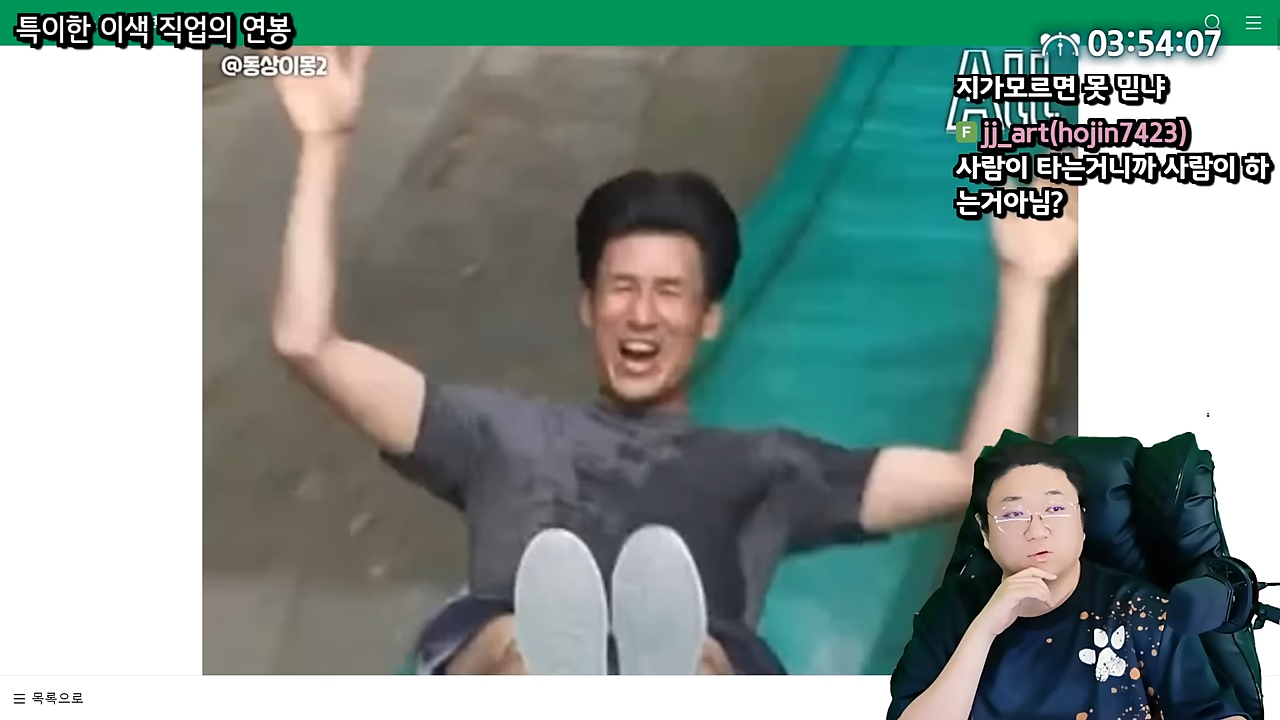 특이한 이색 직업의 연봉
03:54:07
@동상이몽2
지가모르면 못 믿냐
F jj_art(hojin7423)
사람이 타는거니까 사람이 하
는거아님?
목록으로